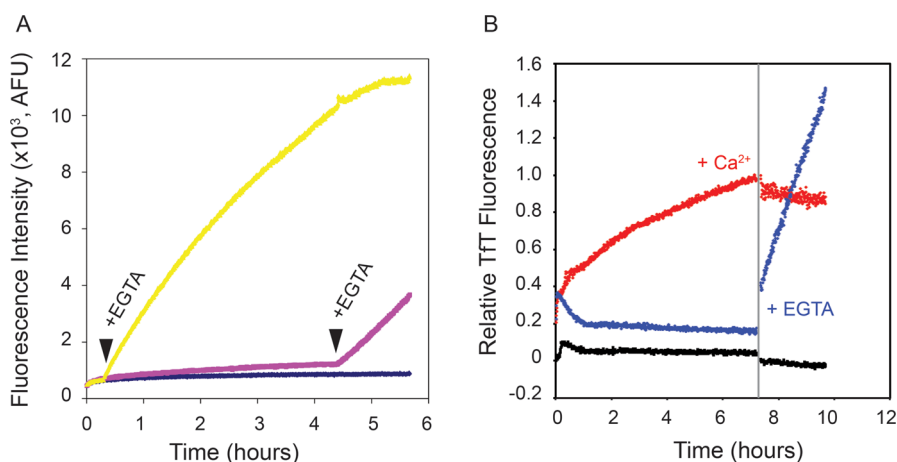 A
Fluorescence Intensity (x10³, AFU)
12
10
8
6
4
2
0
+EGTA
+EGTA
0 1 2 3 4 5 6
Time (hours)
B
Relative TfT Fluorescence
1.6
1.4
1.2
1.0
0.8
0.6
0.4
0.2
0
-0.2
+ Ca²⁺
+ EGTA
0 2 4 6 8 10 12
Time (hours)